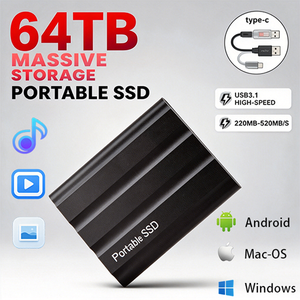 64TB
MASSIVE
STORAGE
PORTABLE SSD
type-c
USB3.1
HIGH-SPEED
220MB-520MB/S
Portable SSD
Android
Mac-OS
Windows